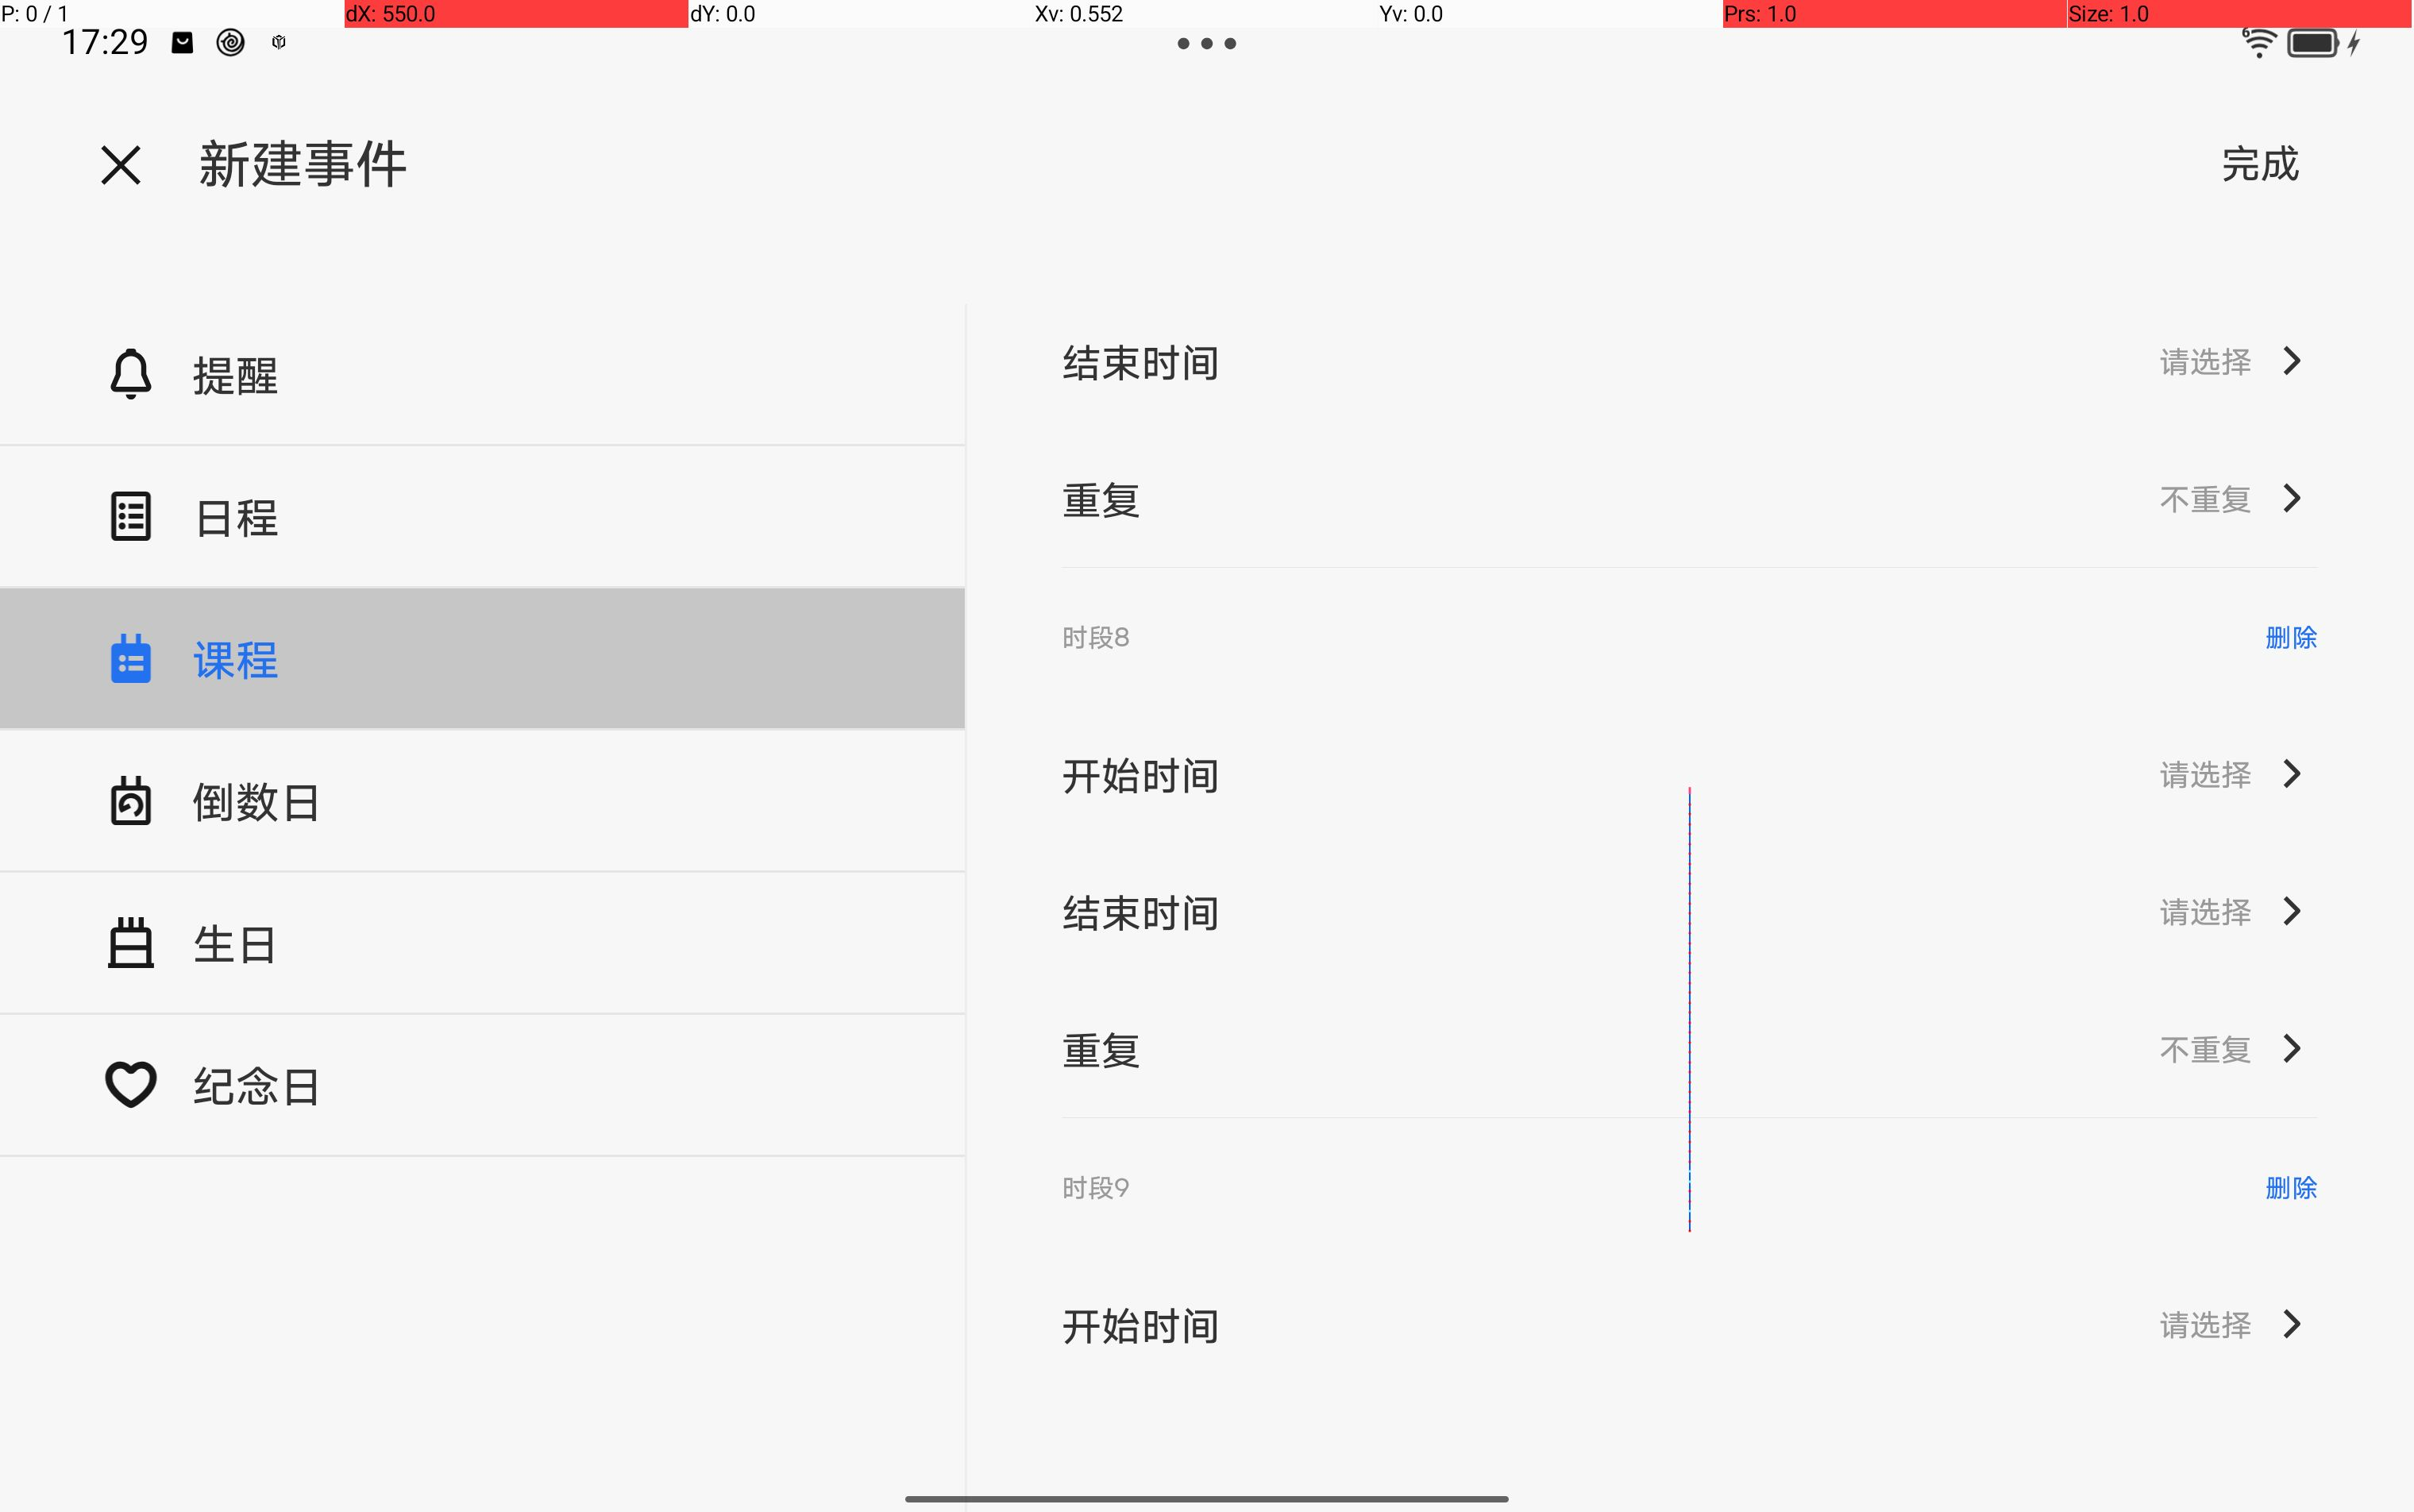 P: 0 / 1 dX: 550.0 dY: 0.0 Xv: 0.552 Yv: 0.0 Prs: 1.0 Size: 1.0
17:29 6
新建事件 完成
提醒
日程
课程
倒数日
生日
纪念日
结束时间 请选择
重复 不重复
时段8 删除
开始时间 请选择
结束时间 请选择
重复 不重复
时段9 删除
开始时间 请选择